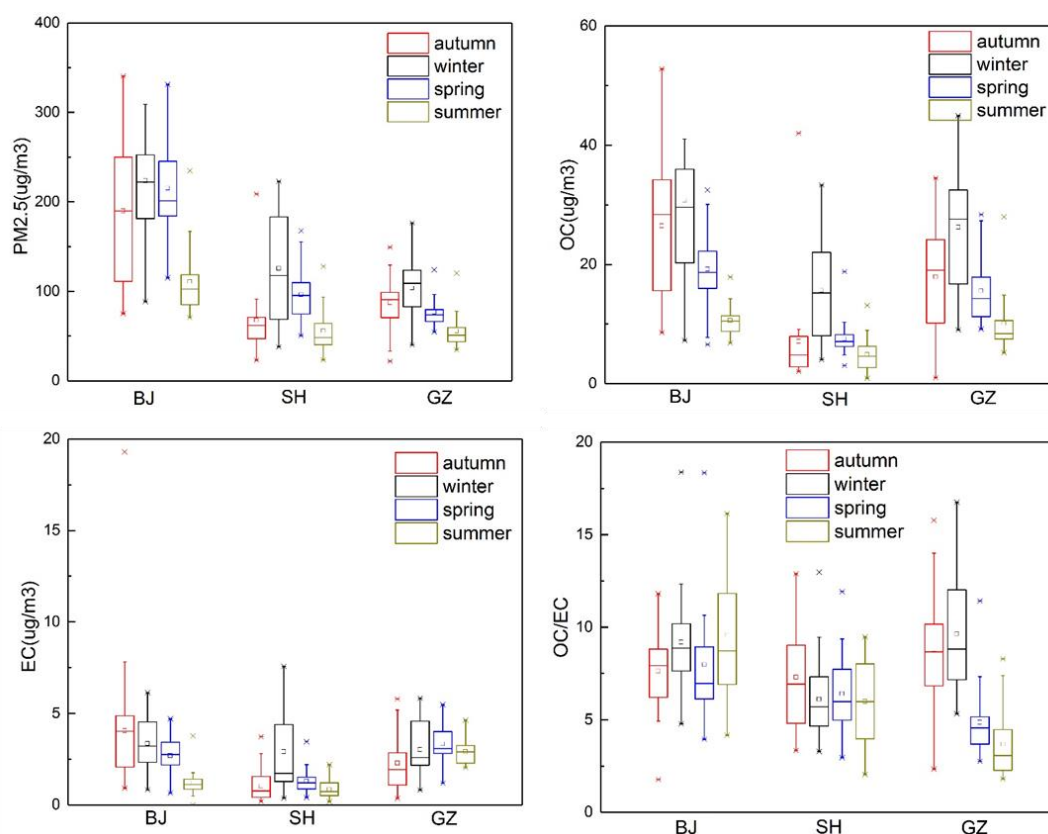 400
300
200
100
0
PM2.5(ug/m3)
autumn
winter
spring
summer
BJ SH GZ
60
40
20
0
OC(ug/m3)
autumn
winter
spring
summer
BJ SH GZ
20
15
10
5
0
EC(ug/m3)
autumn
winter
spring
summer
BJ SH GZ
20
15
10
5
0
OC/EC
autumn
winter
spring
summer
BJ SH GZ